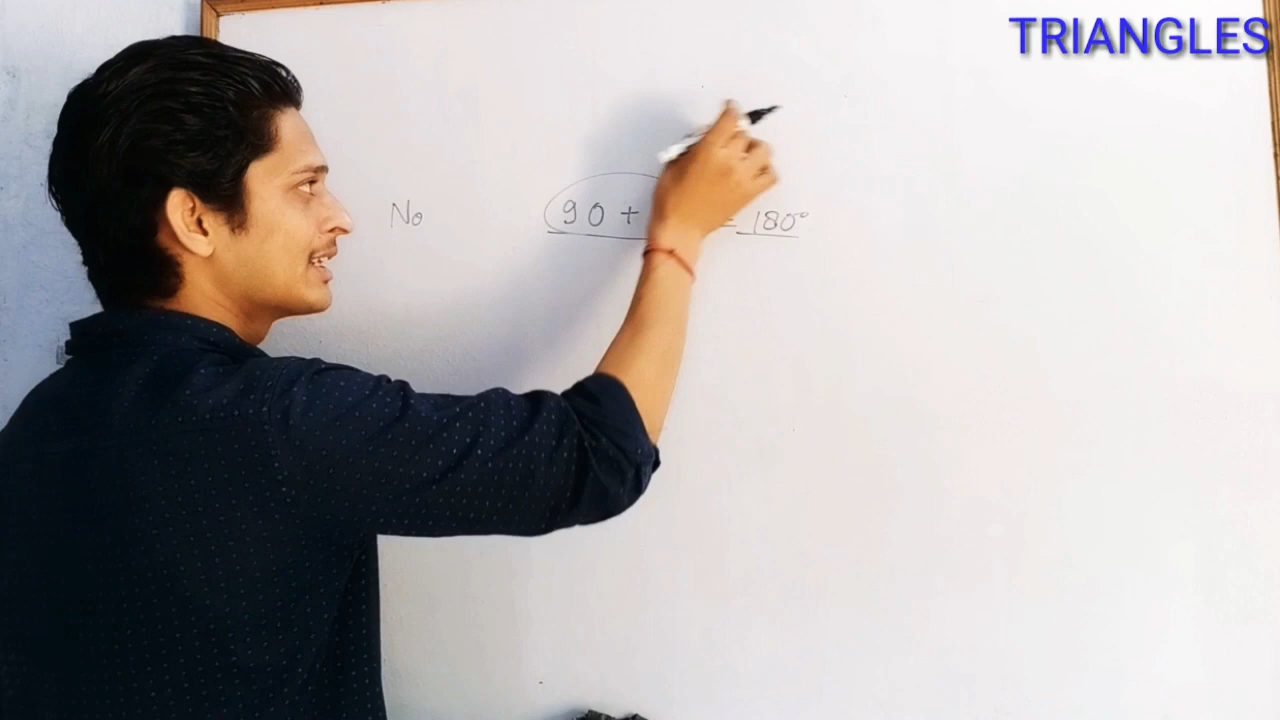 TRIANGLES
No 90 + = 180°